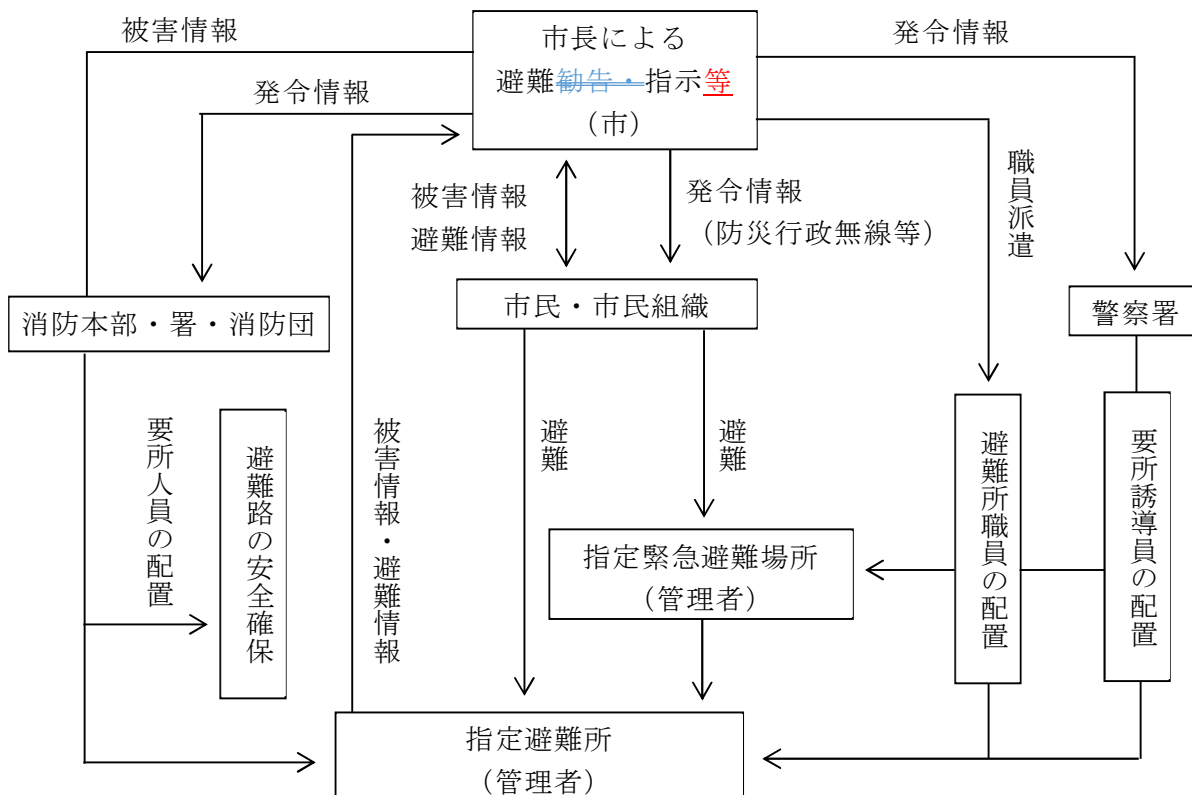 被害情報
市長による
避難勧告・指示等
（市）
発令情報
発令情報
被害情報
避難情報
発令情報
（防災行政無線等）
職員派遣
消防本部・署・消防団
市民・市民組織
警察署
要所人員の配置
避難路の安全確保
被害情報・避難情報
避難
避難
避難所職員の配置
要所誘導員の配置
指定緊急避難場所
（管理者）
指定避難所
（管理者）